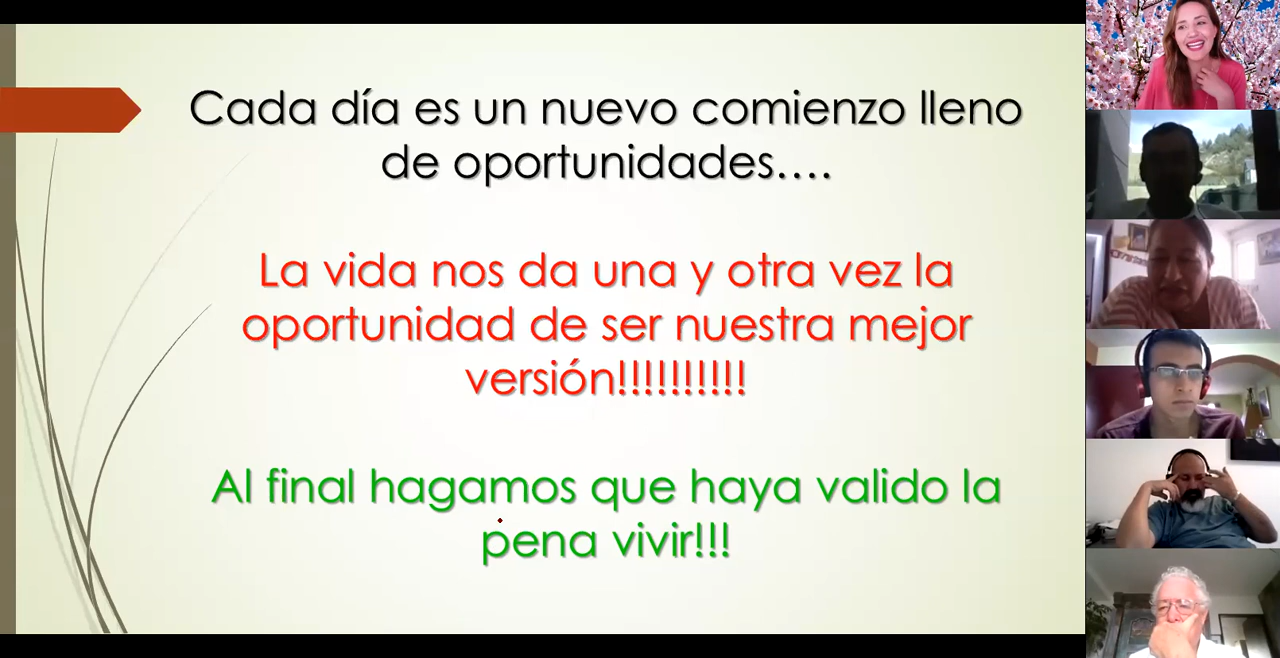 Cada día es un nuevo comienzo lleno
de oportunidades....
La vida nos da una y otra vez la
oportunidad de ser nuestra mejor
versión!!!!!!!!!!
Al final hagamos que haya valido la
pena vivir!!!